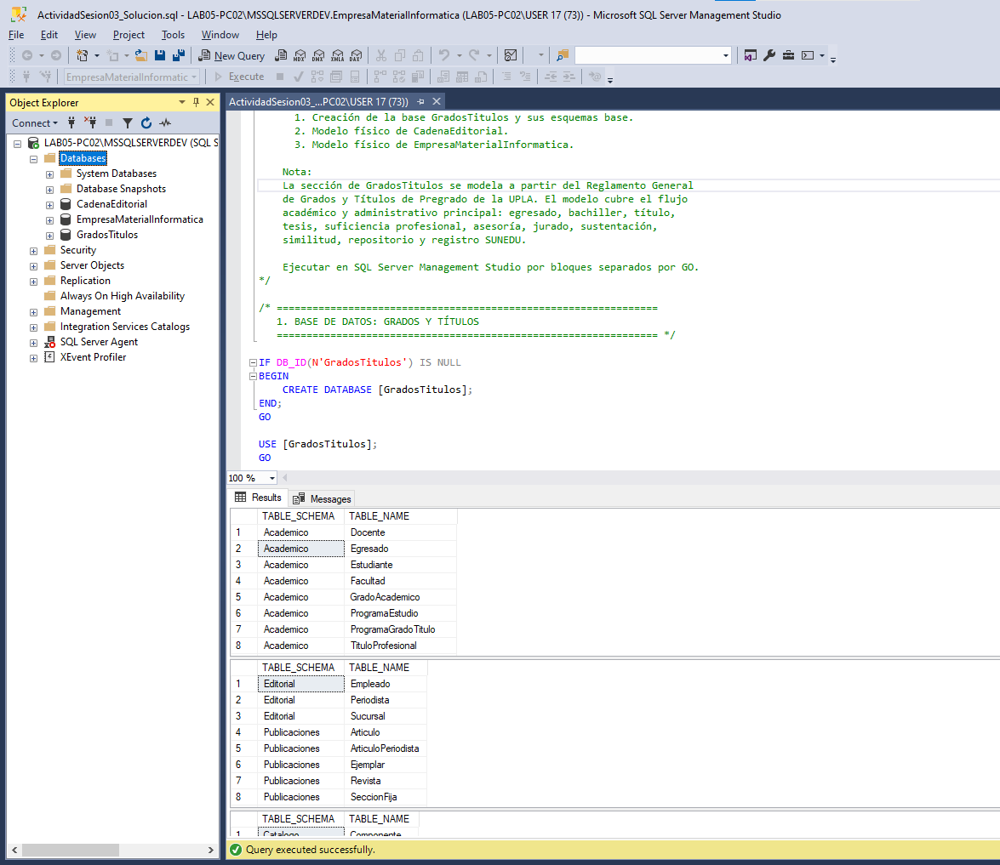 ActividadSesion03_Solucion.sql - LAB05-PC02\MSSQLSERVERDEV.EmpresaMaterialInformatica (LAB05-PC02\USER 17 (73)) - Microsoft SQL Server Management Studio
File Edit View Project Tools Window Help
New Query MDX DMX XMLA DAX
EmpresaMaterialInformatic Execute
Object Explorer
Connect
LAB05-PC02\MSSQLSERVERDEV (SQL S
Databases
System Databases
Database Snapshots
CadenaEditorial
EmpresaMaterialInformatica
GradosTitulos
Security
Server Objects
Replication
Always On High Availability
Management
Integration Services Catalogs
SQL Server Agent
XEvent Profiler
ActividadSesion03_...PC02\USER 17 (73))
1. Creación de la base GradosTitulos y sus esquemas base.
2. Modelo físico de CadenaEditorial.
3. Modelo físico de EmpresaMaterialInformatica.
Nota:
La sección de GradosTitulos se modela a partir del Reglamento General
de Grados y Títulos de Pregrado de la UPLA. El modelo cubre el flujo
académico y administrativo principal: egresado, bachiller, título,
tesis, suficiencia profesional, asesoría, jurado, sustentación,
similitud, repositorio y registro SUNEDU.
Ejecutar en SQL Server Management Studio por bloques separados por GO.
*/
/* ================================================================
1. BASE DE DATOS: GRADOS Y TÍTULOS
================================================================ */
IF DB_ID(N'GradosTitulos') IS NULL
BEGIN
CREATE DATABASE [GradosTitulos];
END;
GO
USE [GradosTitulos];
GO
100 %
Results Messages
TABLE_SCHEMA TABLE_NAME
1 Academico Docente
2 Academico Egresado
3 Academico Estudiante
4 Academico Facultad
5 Academico GradoAcademico
6 Academico ProgramaEstudio
7 Academico ProgramaGradoTitulo
8 Academico TituloProfesional
TABLE_SCHEMA TABLE_NAME
1 Editorial Empleado
2 Editorial Periodista
3 Editorial Sucursal
4 Publicaciones Articulo
5 Publicaciones ArticuloPeriodista
6 Publicaciones Ejemplar
7 Publicaciones Revista
8 Publicaciones SeccionFija
TABLE_SCHEMA TABLE_NAME
1 Catalogo Componente
Query executed successfully.